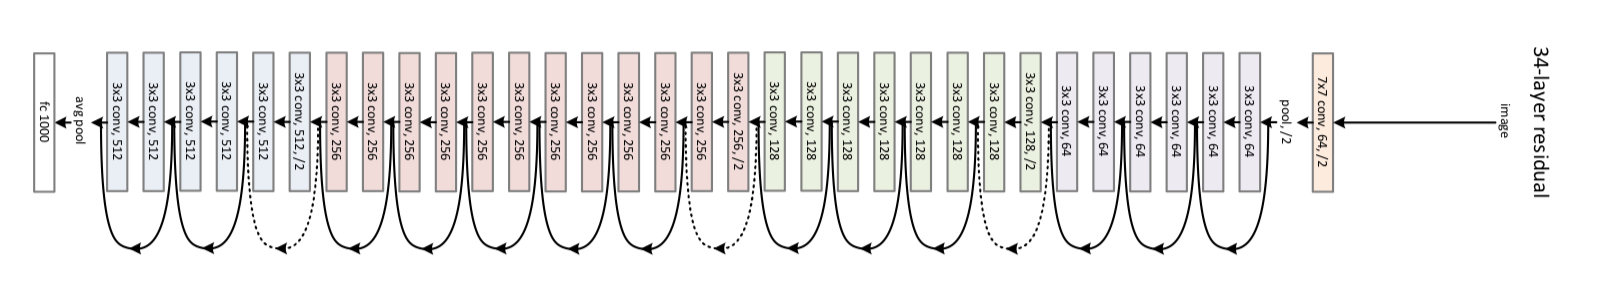 34-layer residual
image
7x7 conv, 64, /2
pool, /2
3x3 conv, 64
3x3 conv, 64
3x3 conv, 64
3x3 conv, 64
3x3 conv, 64
3x3 conv, 64
3x3 conv, 128, /2
3x3 conv, 128
3x3 conv, 128
3x3 conv, 128
3x3 conv, 128
3x3 conv, 128
3x3 conv, 128
3x3 conv, 128
3x3 conv, 256, /2
3x3 conv, 256
3x3 conv, 256
3x3 conv, 256
3x3 conv, 256
3x3 conv, 256
3x3 conv, 256
3x3 conv, 256
3x3 conv, 256
3x3 conv, 256
3x3 conv, 256
3x3 conv, 256
3x3 conv, 512, /2
3x3 conv, 512
3x3 conv, 512
3x3 conv, 512
3x3 conv, 512
3x3 conv, 512
avg pool
fc 1000